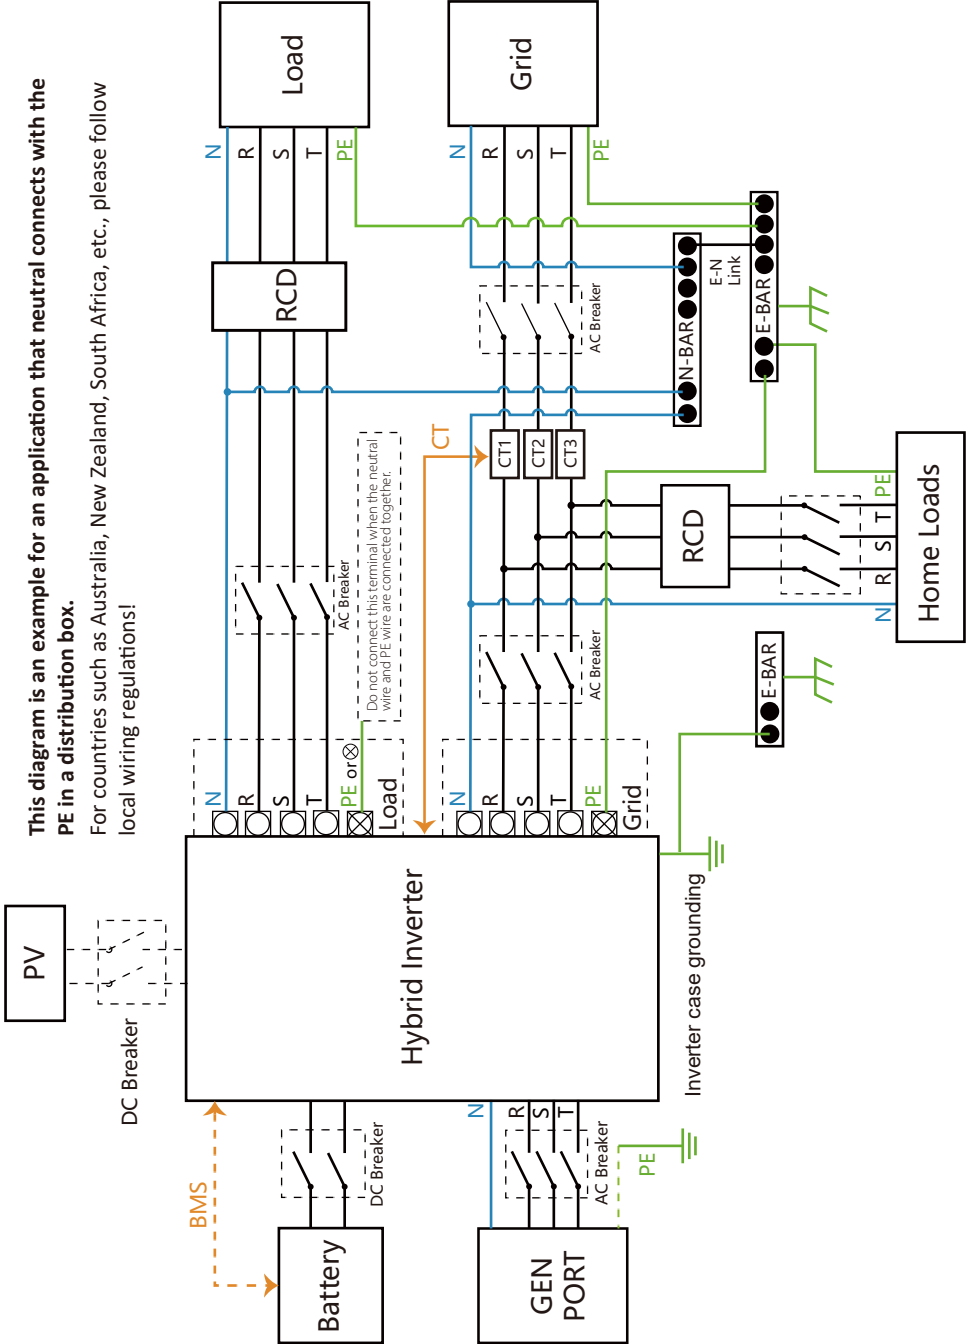 This diagram is an example for an application that neutral connects with the
PE in a distribution box.
For countries such as Australia, New Zealand, South Africa, etc., please follow
local wiring regulations!
PV
DC Breaker
BMS
Battery
DC Breaker
Hybrid Inverter
N
R
S
T
PE or
Load
AC Breaker
Do not connect this terminal when the neutral
wire and PE wire are connected together.
RCD
N
R
S
T
PE
Load
CT
GEN
PORT
N
R
S
T
AC Breaker
PE
N
R
S
T
PE
Grid
AC Breaker
CT1
CT2
CT3
AC Breaker
N
R
S
T
PE
Grid
Inverter case grounding
E-BAR
N-BAR
E-N
Link
E-BAR
RCD
N
R
S
T
PE
Home Loads